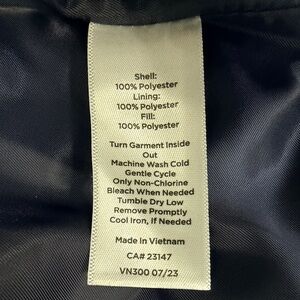 Shell:
100% Polyester
Lining:
100% Polyester
Fill:
100% Polyester
Turn Garment Inside
Out
Machine Wash Cold
Gentle Cycle
Only Non-Chlorine
Bleach When Needed
Tumble Dry Low
Remove Promptly
Cool Iron, If Needed
Made in Vietnam
CA# 23147
VN300 07/23